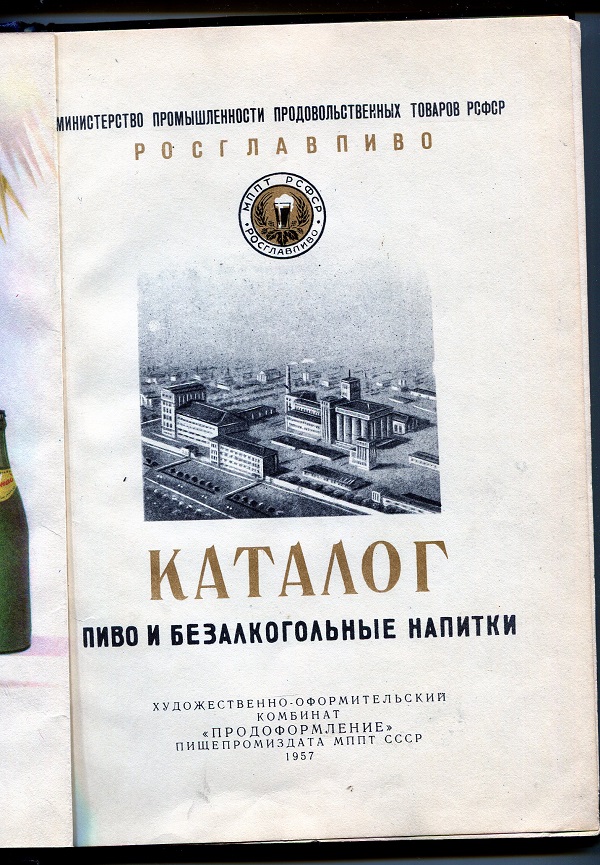 МИНИСТЕРСТВО ПРОМЫШЛЕННОСТИ ПРОДОВОЛЬСТВЕННЫХ ТОВАРОВ РСФСР
РОСГЛАВПИВО
МППТ РСФСР
• РОСГЛАВПИВО •
КАТАЛОГ
ПИВО И БЕЗАЛКОГОЛЬНЫЕ НАПИТКИ
ХУДОЖЕСТВЕННО-ОФОРМИТЕЛЬСКИЙ
КОМБИНАТ
«ПРОДОФОРМЛЕНИЕ»
ПИЩЕПРОМИЗДАТА МППТ СССР
1957